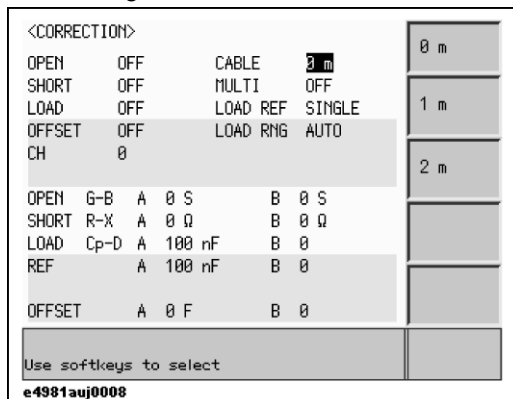 <CORRECTION>
OPEN OFF CABLE 0 m
SHORT OFF MULTI OFF
LOAD OFF LOAD REF SINGLE
OFFSET OFF LOAD RNG AUTO
CH 0
OPEN G-B A 0 S B 0 S
SHORT R-X A 0 Ω B 0 Ω
LOAD Cp-D A 100 nF B 0
REF A 100 nF B 0
OFFSET A 0 F B 0
Use softkeys to select
0 m
1 m
2 m
e4981auj0008